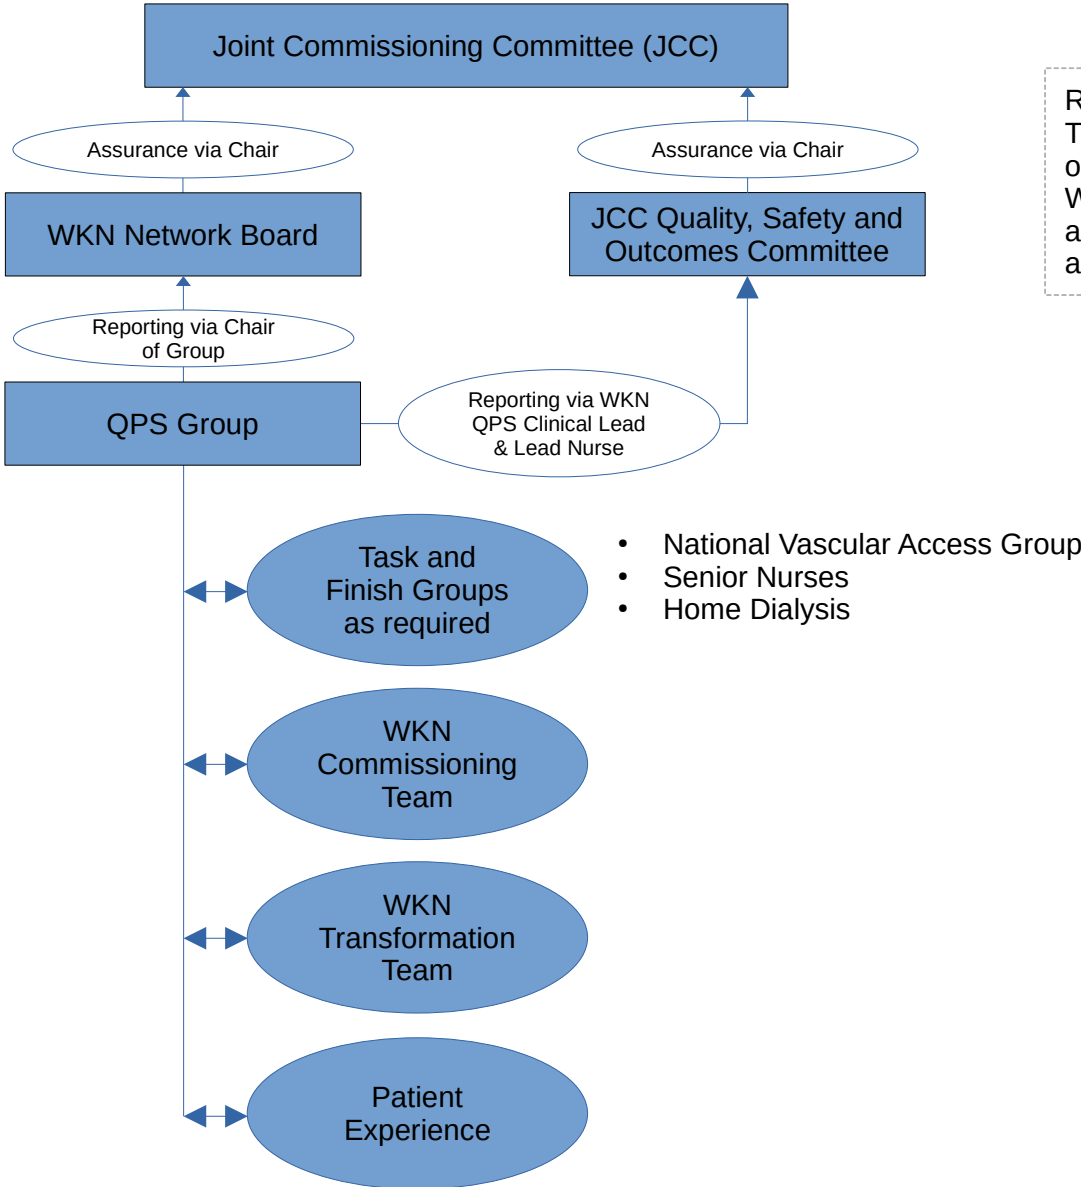 Joint Commissioning Committee (JCC)
Assurance via Chair
Assurance via Chair
WKN Network Board
JCC Quality, Safety and
Outcomes Committee
Reporting via Chair
of Group
QPS Group
Reporting via WKN
QPS Clinical Lead
& Lead Nurse
Task and
Finish Groups
as required
• National Vascular Access Group
• Senior Nurses
• Home Dialysis
WKN
Commissioning
Team
WKN
Transformation
Team
Patient
Experience